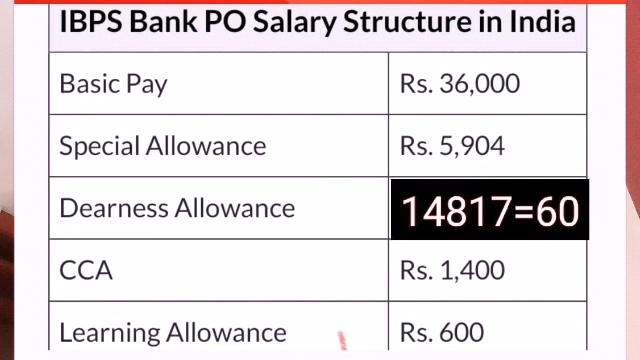 IBPS Bank PO Salary Structure in India
Basic Pay Rs. 36,000
Special Allowance Rs. 5,904
Dearness Allowance 14817=60
CCA Rs. 1,400
Learning Allowance Rs. 600